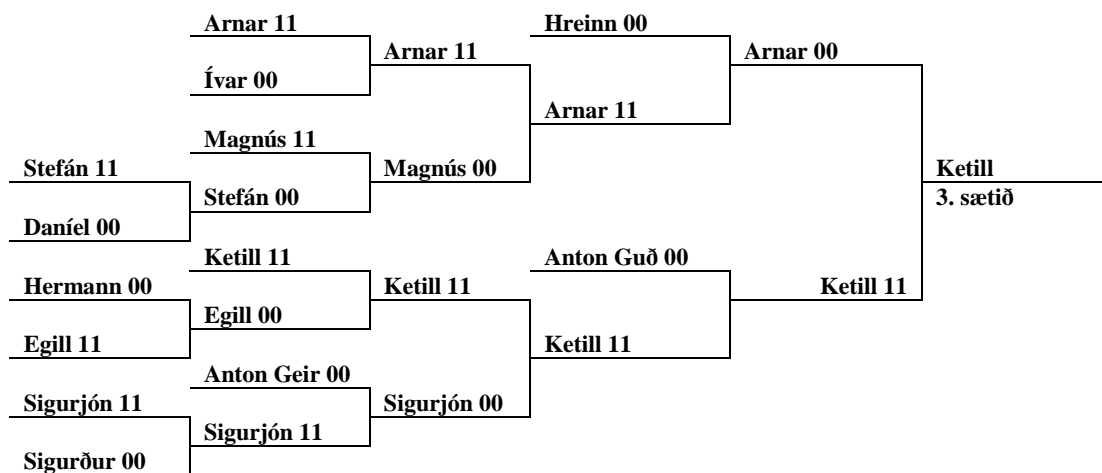 Arnar 11
Hreinn 00
Arnar 11
Arnar 00
Ívar 00
Arnar 11
Magnús 11
Stefán 11
Magnús 00
Ketill
Stefán 00
3. sætið
Daníel 00
Ketill 11
Anton Guð 00
Hermann 00
Ketill 11
Ketill 11
Egill 00
Egill 11
Ketill 11
Anton Geir 00
Sigurjón 11
Sigurjón 00
Sigurjón 11
Sigurður 00